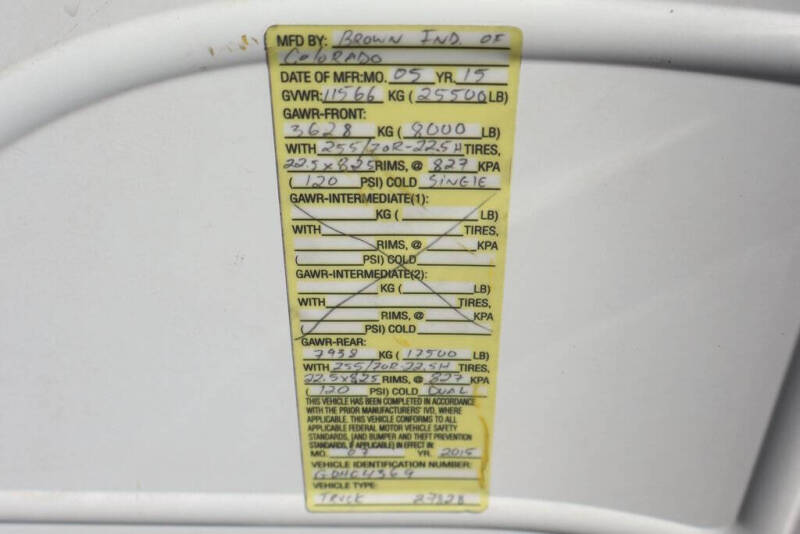 MFD BY: BROWN IND. OF
COLORADO
DATE OF MFR: MO. 05 YR. 15
GVWR: 11566 KG ( 25500 LB)
GAWR-FRONT:
3628 KG ( 8000 LB)
WITH 255/70R-22.5H TIRES,
22.5 x 825 RIMS, @ 827 KPA
( 120 PSI) COLD SINGLE
GAWR-INTERMEDIATE(1):
KG ( LB)
WITH TIRES,
RIMS, @ KPA
( PSI) COLD
GAWR-INTERMEDIATE(2):
KG ( LB)
WITH TIRES,
RIMS, @ KPA
( PSI) COLD
GAWR-REAR:
7938 KG ( 17500 LB)
WITH 255/70R-22.5H TIRES,
22.5x825 RIMS, @ 827 KPA
( 120 PSI) COLD DUAL
THIS VEHICLE HAS BEEN COMPLETED IN ACCORDANCE
WITH THE PRIOR MANUFACTURERS' IVD, WHERE
APPLICABLE. THIS VEHICLE CONFORMS TO ALL
APPLICABLE FEDERAL MOTOR VEHICLE SAFETY
STANDARDS, (AND BUMPER AND THEFT PREVENTION
STANDARDS, IF APPLICABLE) IN EFFECT IN:
MO. 07 YR. 2015
VEHICLE IDENTIFICATION NUMBER:
GDHC4369
VEHICLE TYPE:
TRUCK 27328